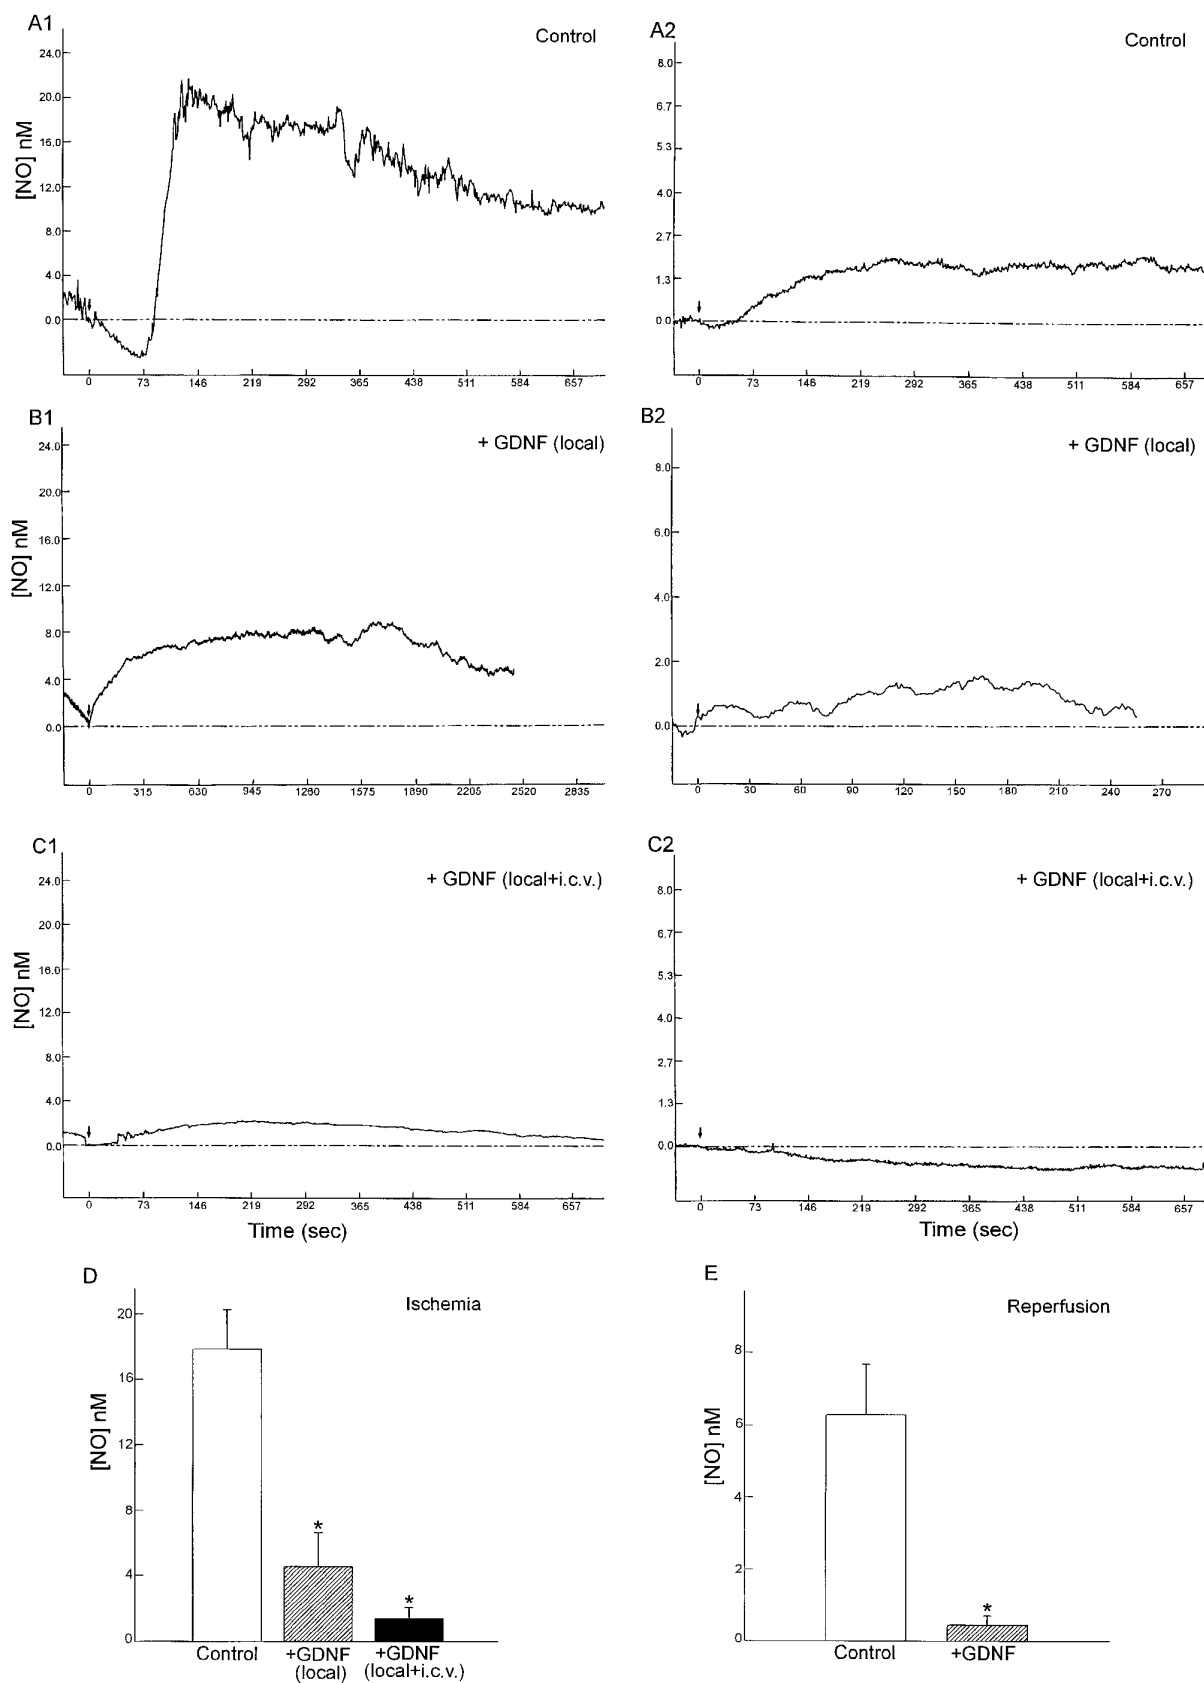 A1
Control
24.0
20.0
16.0
12.0
8.0
4.0
0.0
[NO] nM
0 73 146 219 292 365 438 511 584 657
A2
Control
8.0
6.7
5.3
4.0
2.7
1.3
0.0
0 73 146 219 292 365 438 511 584 657
B1
+ GDNF (local)
24.0
20.0
16.0
12.0
8.0
4.0
0.0
[NO] nM
0 315 630 945 1260 1575 1890 2205 2520 2835
B2
+ GDNF (local)
8.0
6.0
4.0
2.0
0.0
0 30 60 90 120 150 180 210 240 270
C1
+ GDNF (local+i.c.v.)
24.0
20.0
16.0
12.0
8.0
4.0
0.0
[NO] nM
0 73 146 219 292 365 438 511 584 657
Time (sec)
C2
+ GDNF (local+i.c.v.)
8.0
6.7
5.3
4.0
2.7
1.3
0.0
0 73 146 219 292 365 438 511 584 657
Time (sec)
D
Ischemia
20
16
12
8
4
0
[NO] nM
*
*
Control
+GDNF
(local)
+GDNF
(local+i.c.v.)
E
Reperfusion
8
6
4
2
0
[NO] nM
*
Control
+GDNF